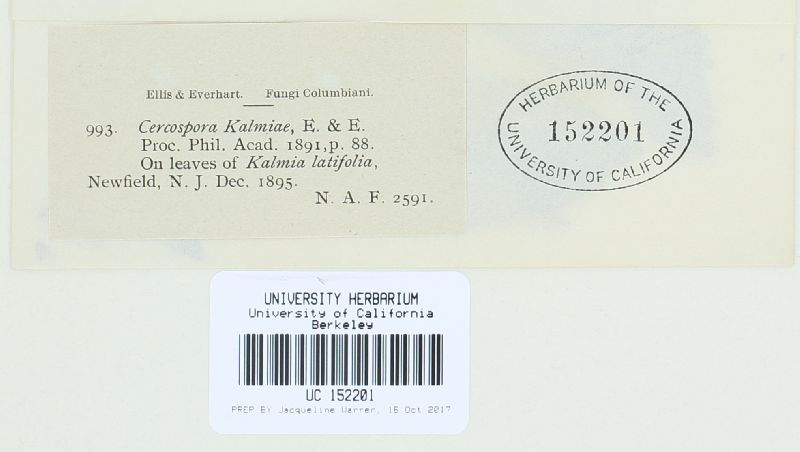 Ellis & Everhart. Fungi Columbiani.
993. Cercospora Kalmiae, E. & E.
Proc. Phil. Acad. 1891, p. 88.
On leaves of Kalmia latifolia,
Newfield, N. J. Dec. 1895.
N. A. F. 2591.
HERBARIUM OF THE
152201
UNIVERSITY OF CALIFORNIA
UNIVERSITY HERBARIUM
University of California
Berkeley
UC 152201
PREP BY Jacqueline Warren, 16 Oct 2017